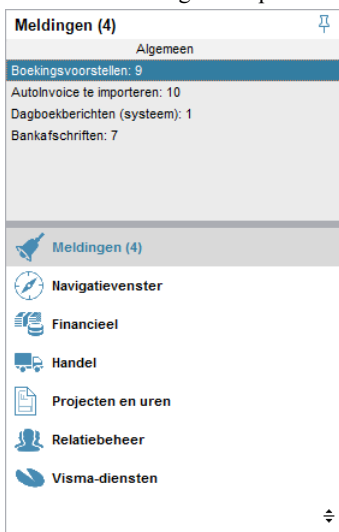 Meldingen (4)
Algemeen
Boekingsvoorstellen: 9
AutoInvoice te importeren: 10
Dagboekberichten (systeem): 1
Bankafschriften: 7
Meldingen (4)
Navigatievenster
Financieel
Handel
Projecten en uren
Relatiebeheer
Visma-diensten